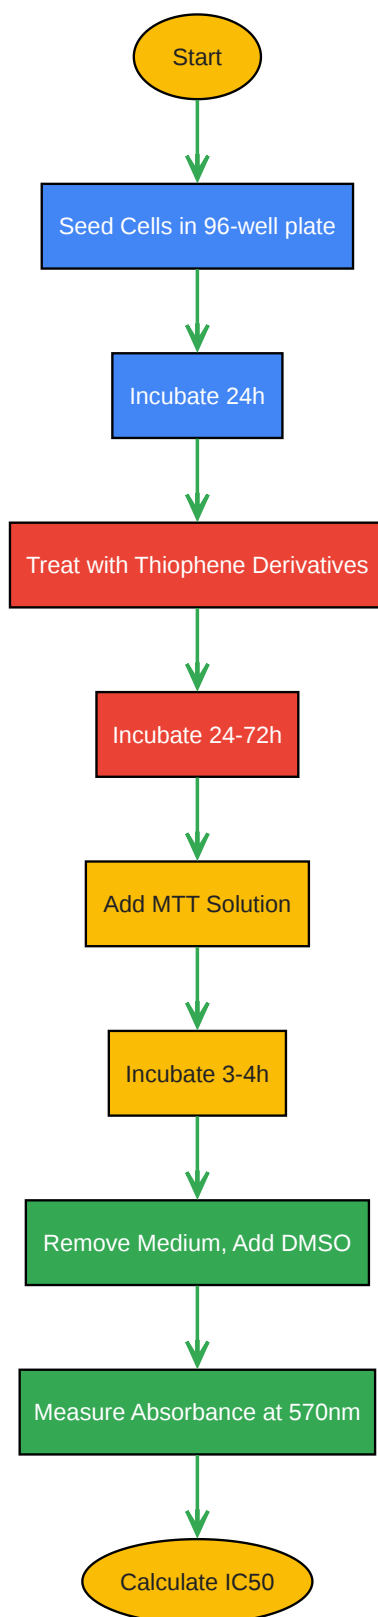 Start
Seed Cells in 96-well plate
Incubate 24h
Treat with Thiophene Derivatives
Incubate 24-72h
Add MTT Solution
Incubate 3-4h
Remove Medium, Add DMSO
Measure Absorbance at 570nm
Calculate IC50